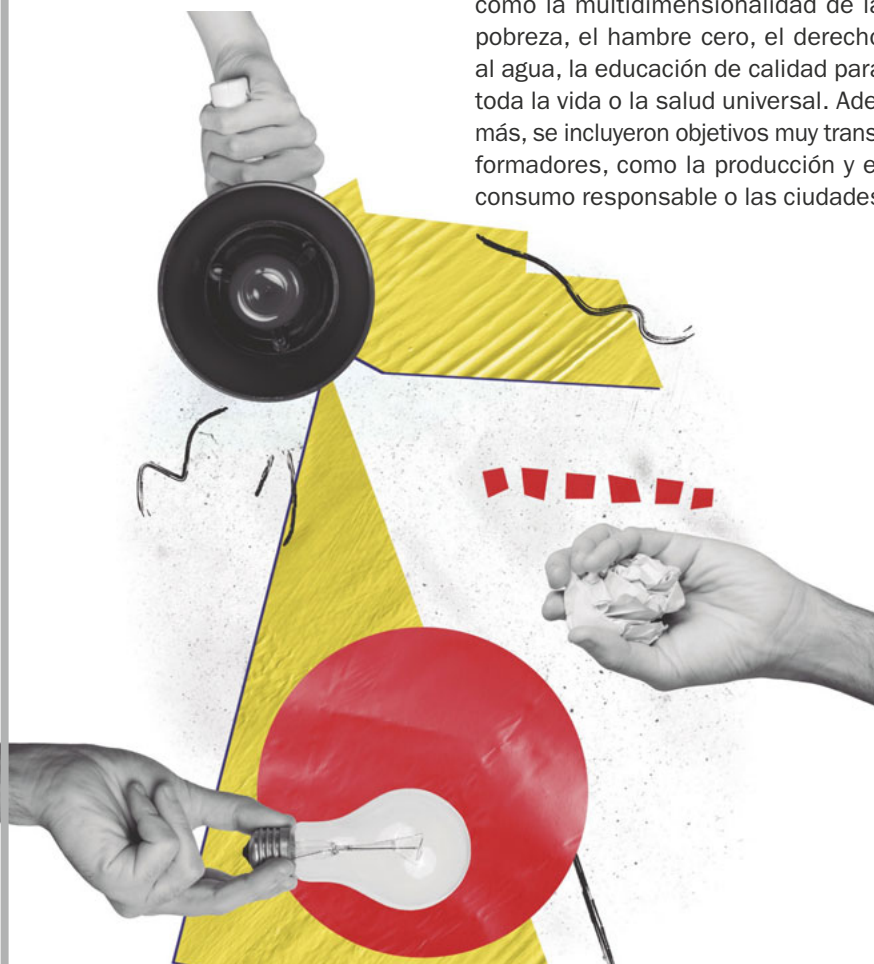 como la multidimensionalidad de la
pobreza, el hambre cero, el derecho
al agua, la educación de calidad para
toda la vida o la salud universal. Ade
más, se incluyeron objetivos muy trans
formadores, como la producción y e
consumo responsable o las ciudades